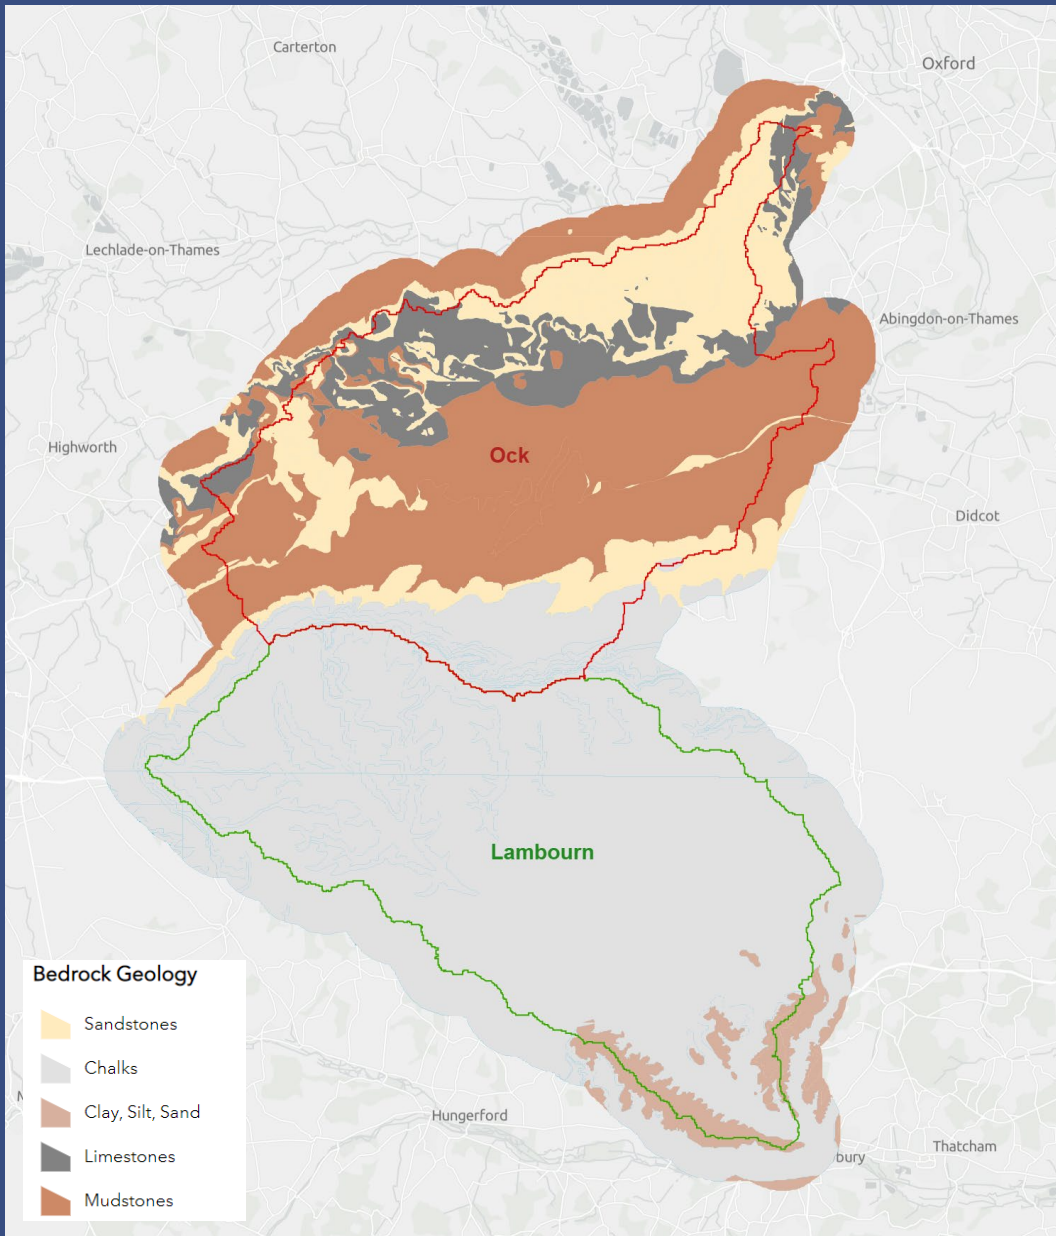 Carterton
Oxford
Lechlade-on-Thames
Abingdon-on-Thames
Highworth
Ock
Didcot
Lambourn
Bedrock Geology
Sandstones
Chalks
Clay, Silt, Sand
Limestones
Mudstones
Hungerford
Thatcham
bury